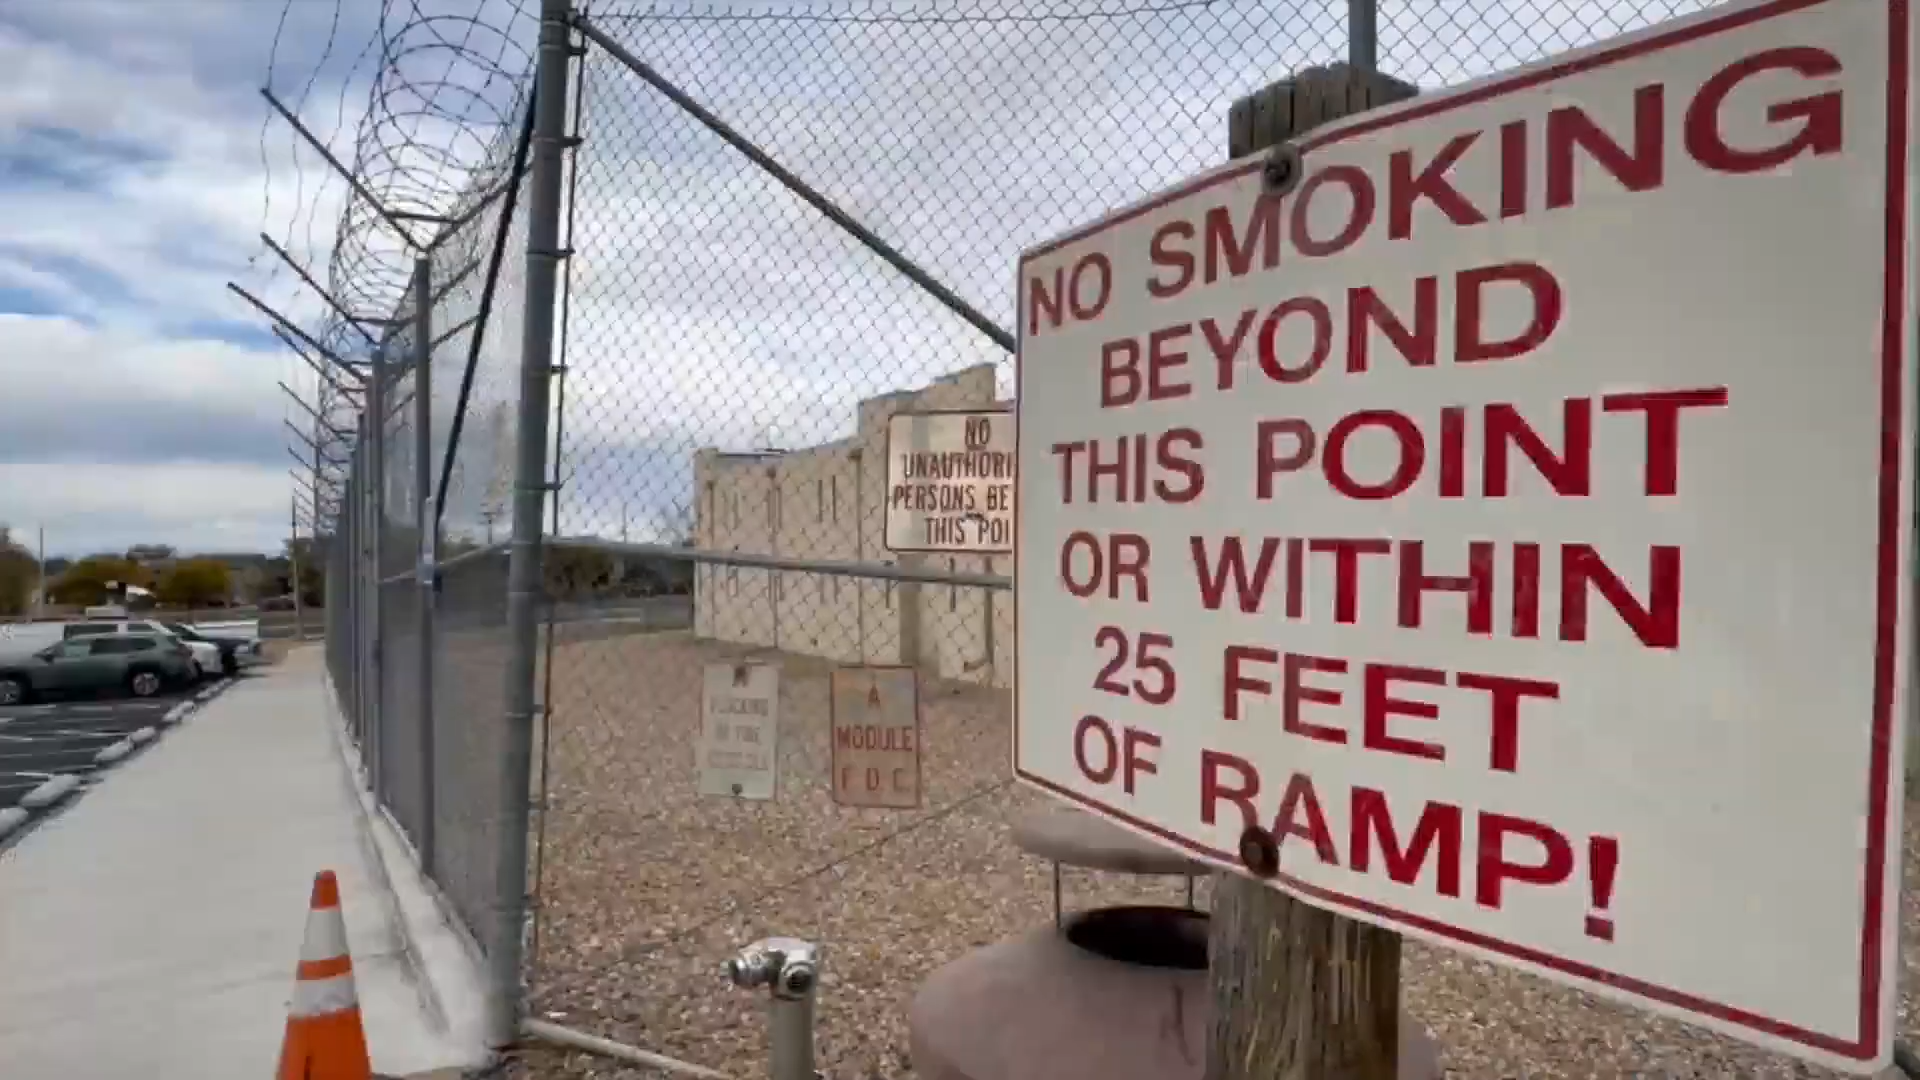 NO SMOKING
BEYOND
THIS POINT
OR WITHIN
25 FEET
OF RAMP!
NO
UNAUTHORI
PERSONS BE
THIS POI
A
MODULE
F D C